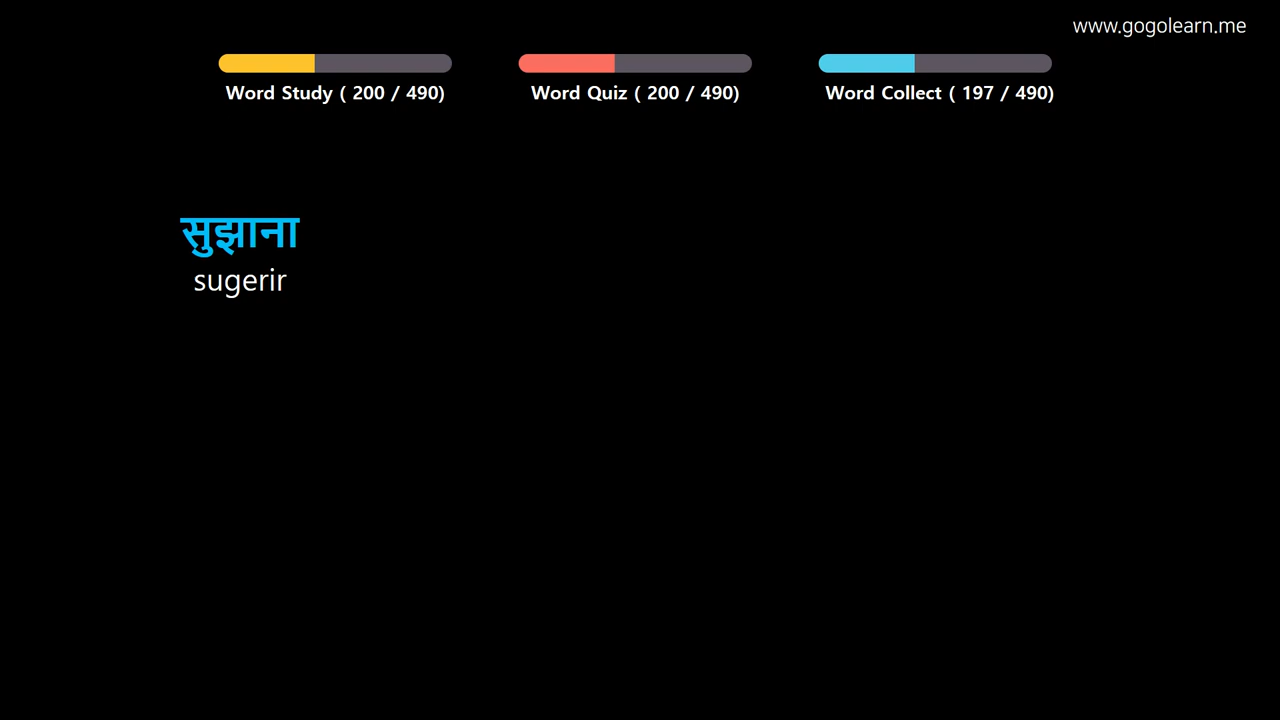 www.gogolearn.me
Word Study ( 200 / 490)
Word Quiz ( 200 / 490)
Word Collect ( 197 / 490)
सुझाना
sugerir